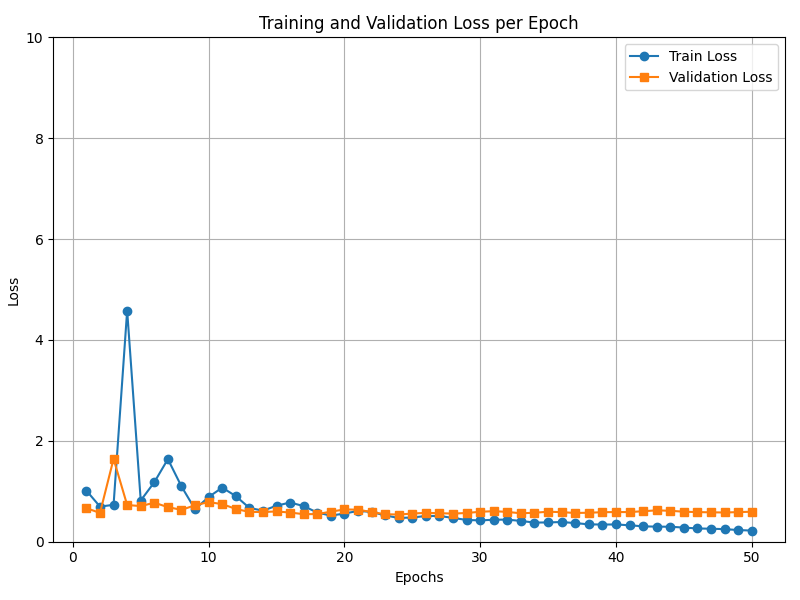 Training and Validation Loss per Epoch
10
Train Loss
Validation Loss
8
6
Loss
4
2
0
0 10 20 30 40 50
Epochs